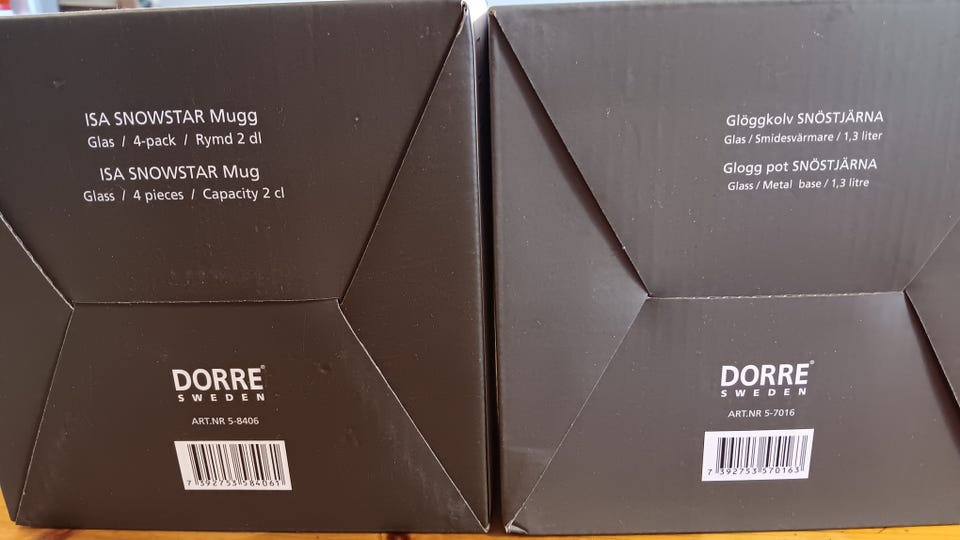 ISA SNOWSTAR Mugg
Glas / 4-pack / Rymd 2 dl
ISA SNOWSTAR Mug
Glass / 4 pieces / Capacity 2 cl
DORRE®
SWEDEN
ART.NR 5-8406
7 392753 584061
Glöggkolv SNÖSTJÄRNA
Glas / Smidesvärmare / 1,3 liter
Glogg pot SNÖSTJÄRNA
Glass / Metal base / 1,3 litre
DORRE®
SWEDEN
ART.NR 5-7016
7 392753 570163